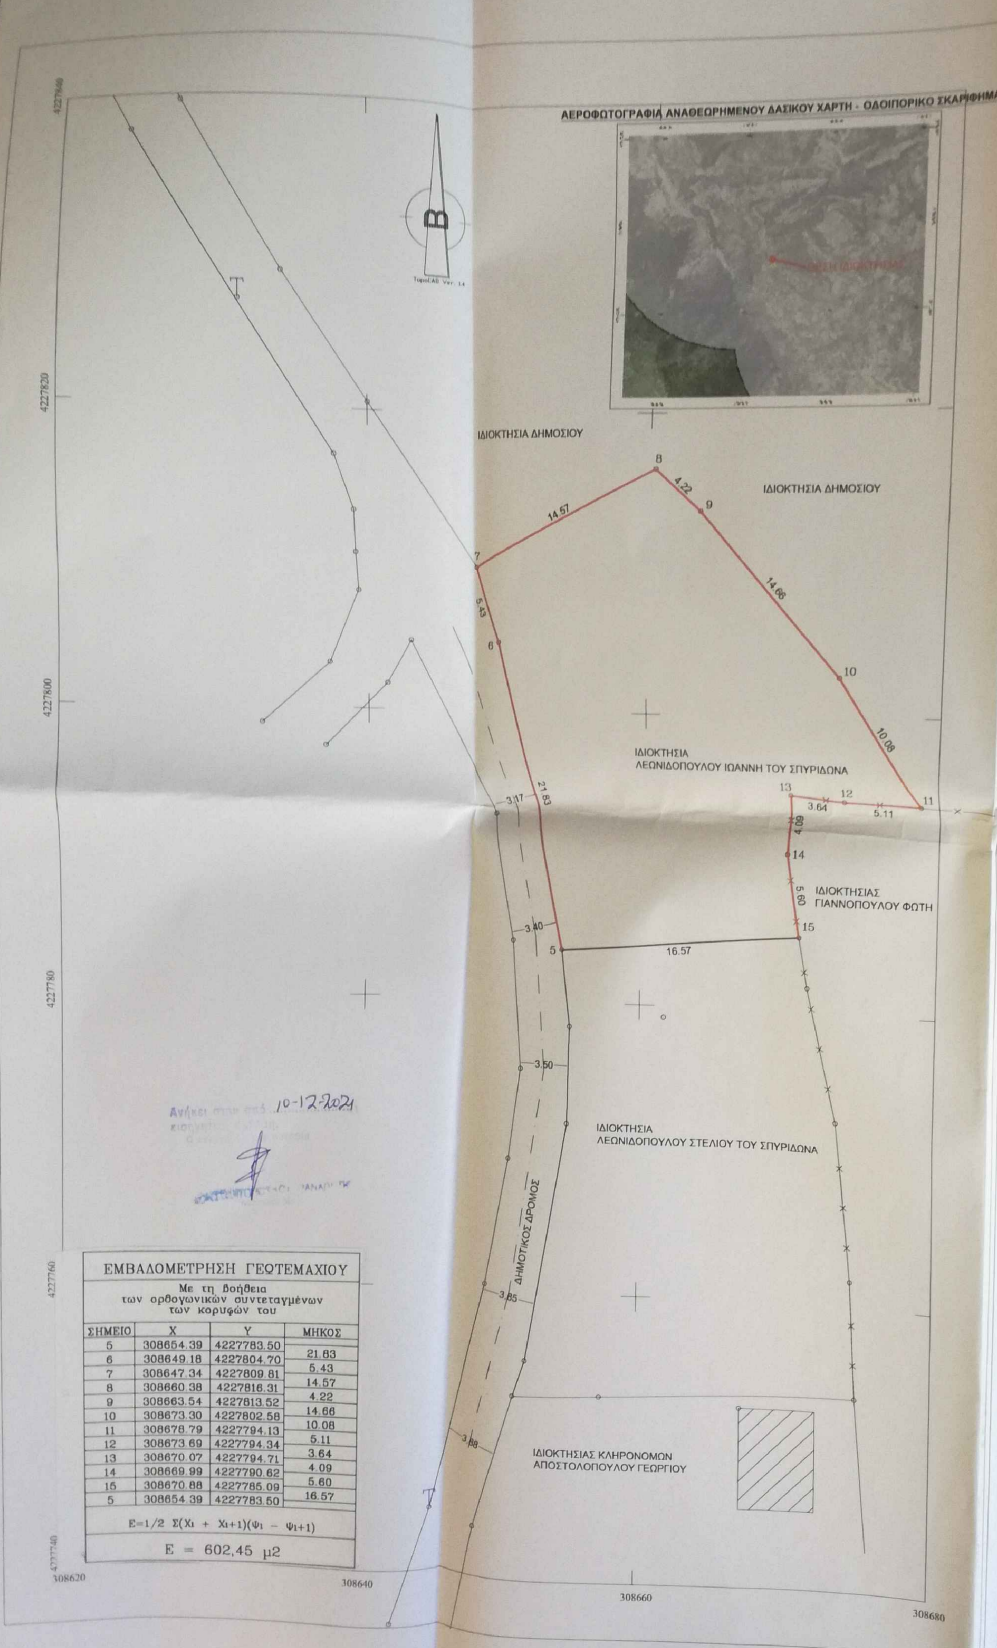 ΑΕΡΟΦΩΤΟΓΡΑΦΙΑ ΑΝΑΘΕΩΡΗΜΕΝΟΥ ΔΑΣΙΚΟΥ ΧΑΡΤΗ - ΟΔΟΙΠΟΡΙΚΟ ΣΚΑΡΙΦΗΜΑ
4227840
B
TopoCAD Ver. 14
4227820
ΙΔΙΟΚΤΗΣΙΑ ΔΗΜΟΣΙΟΥ
8
4.22
ΙΔΙΟΚΤΗΣΙΑ ΔΗΜΟΣΙΟΥ
9
14.57
7
14.66
5.43
6
10
4227800
10.08
ΙΔΙΟΚΤΗΣΙΑ
ΛΕΩΝΙΔΟΠΟΥΛΟΥ ΙΩΑΝΝΗ ΤΟΥ ΣΠΥΡΙΔΩΝΑ
21.83
3.17
13
12
11
3.64
5.11
4.09
14
5.60
ΙΔΙΟΚΤΗΣΙΑΣ
ΓΙΑΝΝΟΠΟΥΛΟΥ ΦΩΤΗ
3.40
15
5
16.57
4227780
3.50
10-12-2021
ΙΔΙΟΚΤΗΣΙΑ
ΛΕΩΝΙΔΟΠΟΥΛΟΥ ΣΤΕΛΙΟΥ ΤΟΥ ΣΠΥΡΙΔΩΝΑ
ΔΗΜΟΤΙΚΟΣ ΔΡΟΜΟΣ
4227760
3.85
ΕΜΒΑΔΟΜΕΤΡΗΣΗ ΓΕΩΤΕΜΑΧΙΟΥ
Με τη βοήθεια
των ορθογωνικών συντεταγμένων
των κορυφών του
ΣΗΜΕΙΟ Χ Υ ΜΗΚΟΣ
5 308654.39 4227783.50
21.83
6 308649.18 4227804.70
5.43
7 308647.34 4227809.81
14.57
8 308660.38 4227816.31
4.22
9 308663.54 4227813.52
14.66
10 308673.30 4227802.58
10.08
11 308678.79 4227794.13
5.11
12 308673.69 4227794.34
3.64
13 308670.07 4227794.71
4.09
14 308669.99 4227790.62
5.60
15 308670.88 4227785.09
16.57
5 308654.39 4227783.50
Ε=1/2 Σ(Χι + Χι+1)(Ψι - Ψι+1)
Ε = 602,45 μ2
3.88
ΙΔΙΟΚΤΗΣΙΑΣ ΚΛΗΡΟΝΟΜΩΝ
ΑΠΟΣΤΟΛΟΠΟΥΛΟΥ ΓΕΩΡΓΙΟΥ
4227740
308620
308640
308660
308680